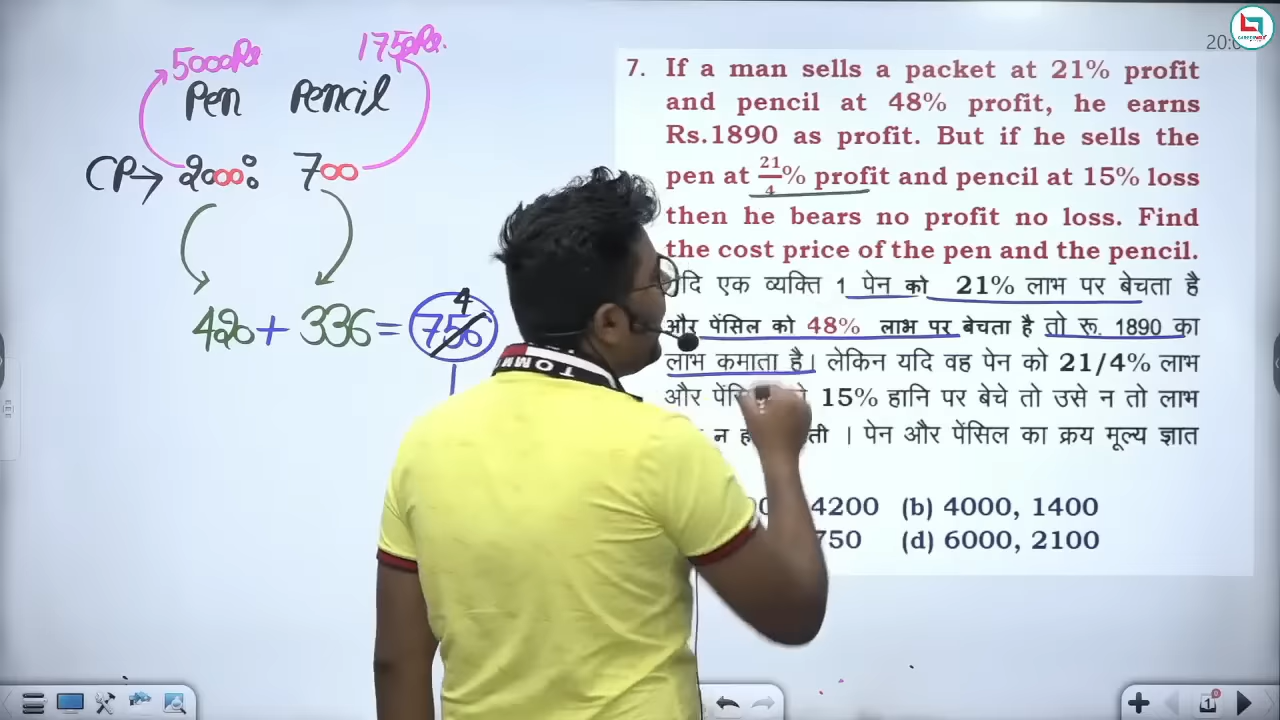 5000Rs 1750Rs.
Pen Pencil
CP→ 2000: 700
420 + 336 = 756
4
20:0
7. If a man sells a packet at 21% profit
and pencil at 48% profit, he earns
Rs.1890 as profit. But if he sells the
pen at 21/4% profit and pencil at 15% loss
then he bears no profit no loss. Find
the cost price of the pen and the pencil.
यदि एक व्यक्ति 1 पेन को 21% लाभ पर बेचता है
और पेंसिल को 48% लाभ पर बेचता है तो रू. 1890 का
लाभ कमाता है। लेकिन यदि वह पेन को 21/4% लाभ
और 15% हानि पर बेचे तो उसे न तो लाभ
न । पेन और पेंसिल का क्रय मूल्य ज्ञात
4200 (b) 4000, 1400
750 (d) 6000, 2100
TOMM